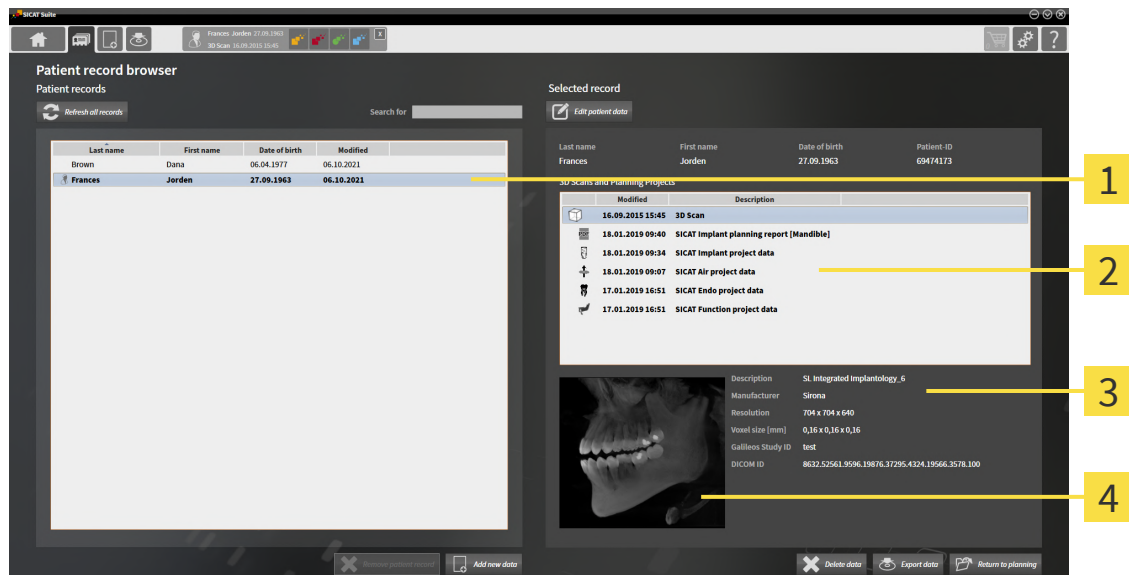 SICAT Suite
Frances Jorden 27.09.1963
3D Scan 16.09.2015 15:45
x
?
Patient record browser
Patient records
Refresh all records
Search for
Last name First name Date of birth Modified
Brown Dana 06.04.1977 06.10.2021
Frances Jorden 27.09.1963 06.10.2021
Remove patient record
Add new data
Selected record
Edit patient data
Last name First name Date of birth Patient-ID
Frances Jorden 27.09.1963 69474173
3D Scans and Planning Projects
Modified Description
16.09.2015 15:45 3D Scan
18.01.2019 09:40 SICAT Implant planning report [Mandible]
18.01.2019 09:34 SICAT Implant project data
18.01.2019 09:07 SICAT Air project data
17.01.2019 16:51 SICAT Endo project data
17.01.2019 16:51 SICAT Function project data
Description SL Integrated Implantology_6
Manufacturer Sirona
Resolution 704 x 704 x 640
Voxel size [mm] 0,16 x 0,16 x 0,16
Galileos Study ID test
DICOM ID 8632.52561.9596.19876.37295.4324.19566.3578.100
Delete data
Export data
Return to planning
1
2
3
4